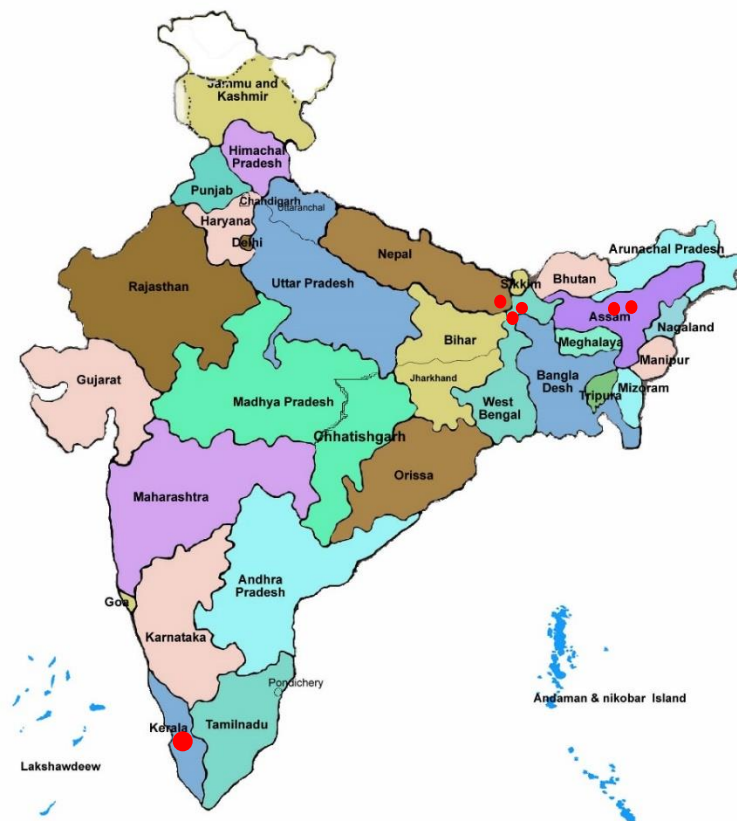 Jammu and
Kashmir
Himachal
Pradesh
Punjab
Chandigarh
Uttaranchal
Haryana
Delhi
Rajasthan
Uttar Pradesh
Nepal
Sikkim
Bhutan
Arunachal Pradesh
Assam
Nagaland
Meghalaya
Manipur
Bihar
Jharkhand
Gujarat
Madhya Pradesh
West
Bengal
Bangla
Desh
Tripura
Mizoram
Chhatishgarh
Orissa
Maharashtra
Andhra
Pradesh
Goa
Karnataka
Pondichery
Andaman & nikobar Island
Kerala
Tamilnadu
Lakshawdeew